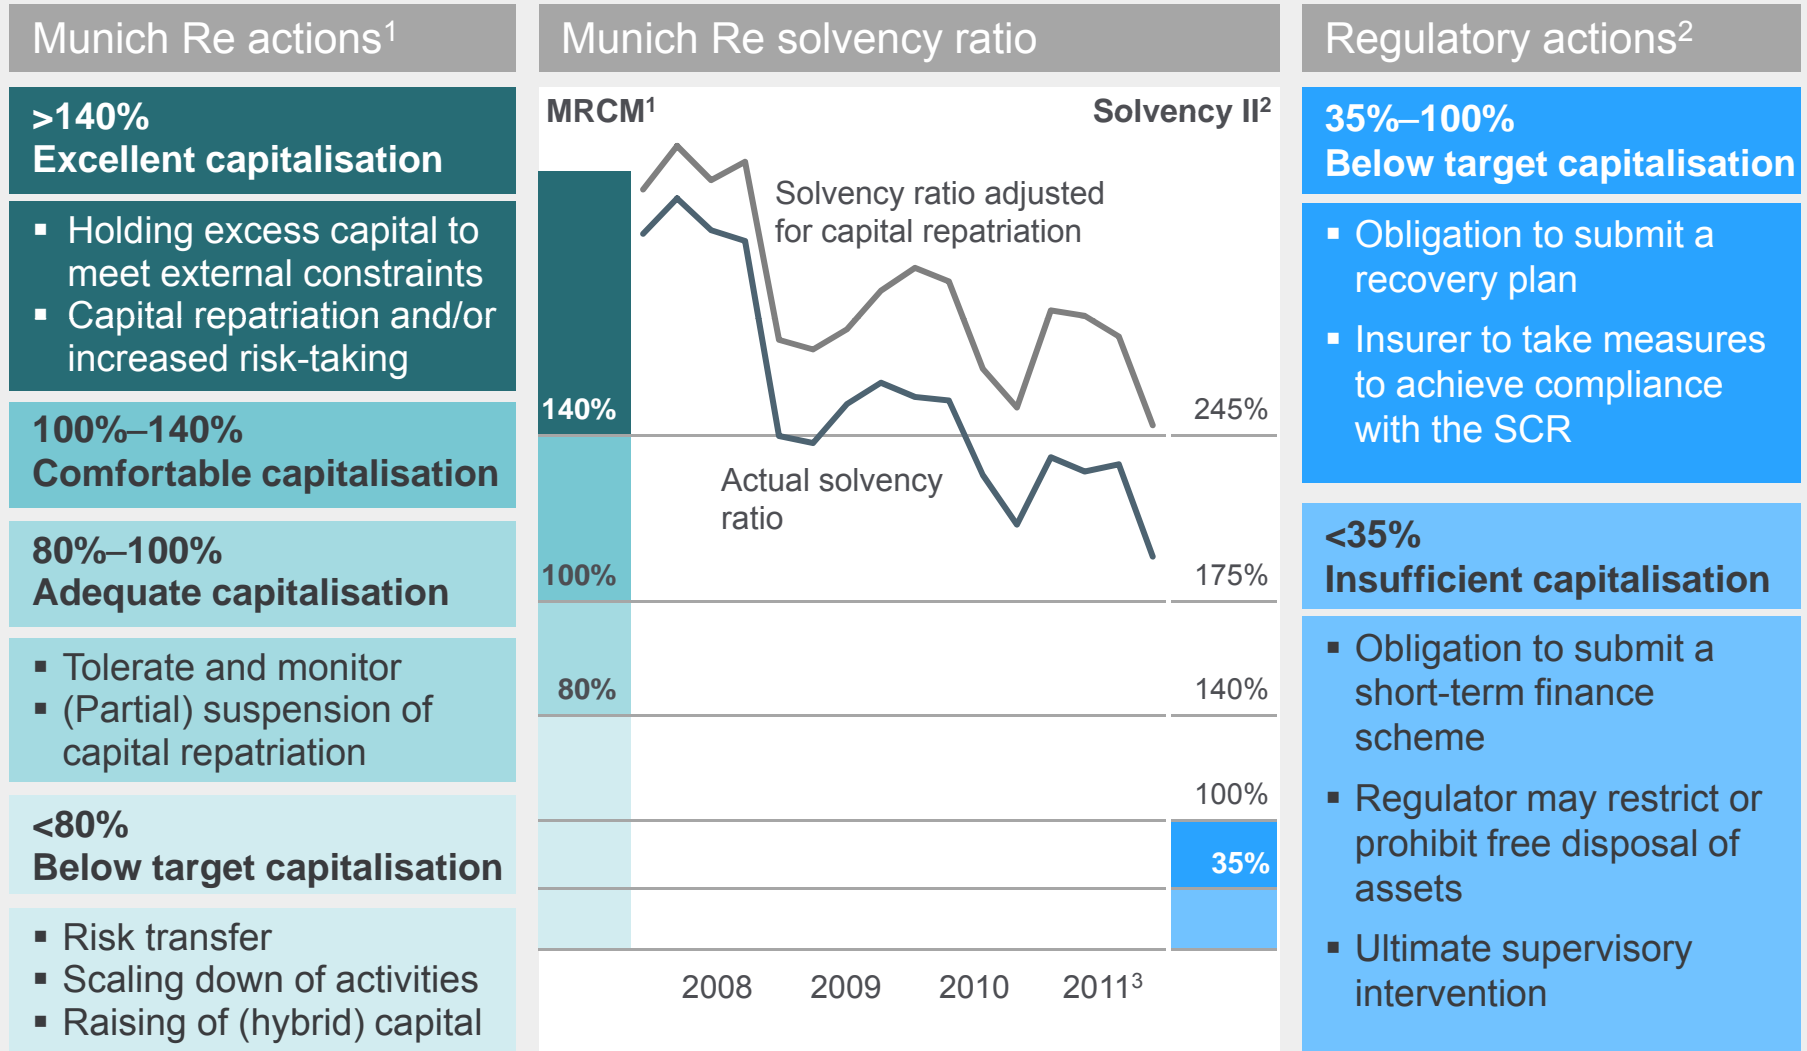 Munich Re actions¹
>140%
Excellent capitalisation
▪ Holding excess capital to
meet external constraints
▪ Capital repatriation and/or
increased risk-taking
100%–140%
Comfortable capitalisation
80%–100%
Adequate capitalisation
▪ Tolerate and monitor
▪ (Partial) suspension of
capital repatriation
<80%
Below target capitalisation
▪ Risk transfer
▪ Scaling down of activities
▪ Raising of (hybrid) capital
Munich Re solvency ratio
MRCM¹ Solvency II²
Solvency ratio adjusted
for capital repatriation
140% 245%
Actual solvency
ratio
100% 175%
80% 140%
100%
35%
2008 2009 2010 2011³
Regulatory actions²
35%–100%
Below target capitalisation
▪ Obligation to submit a
recovery plan
▪ Insurer to take measures
to achieve compliance
with the SCR
<35%
Insufficient capitalisation
▪ Obligation to submit a
short-term finance
scheme
▪ Regulator may restrict or
prohibit free disposal of
assets
▪ Ultimate supervisory
intervention